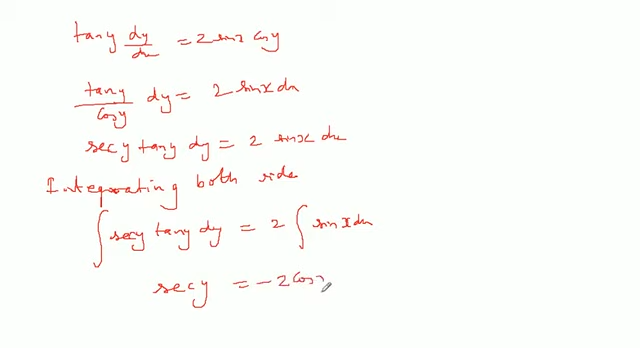 tany dy/dx = 2 sinx cosy
tany/cosy dy = 2 sinx dx
secy tany dy = 2 sinx dx
Integrating both side
∫ secy tany dy = 2 ∫ sinx dx
secy = -2 cosx